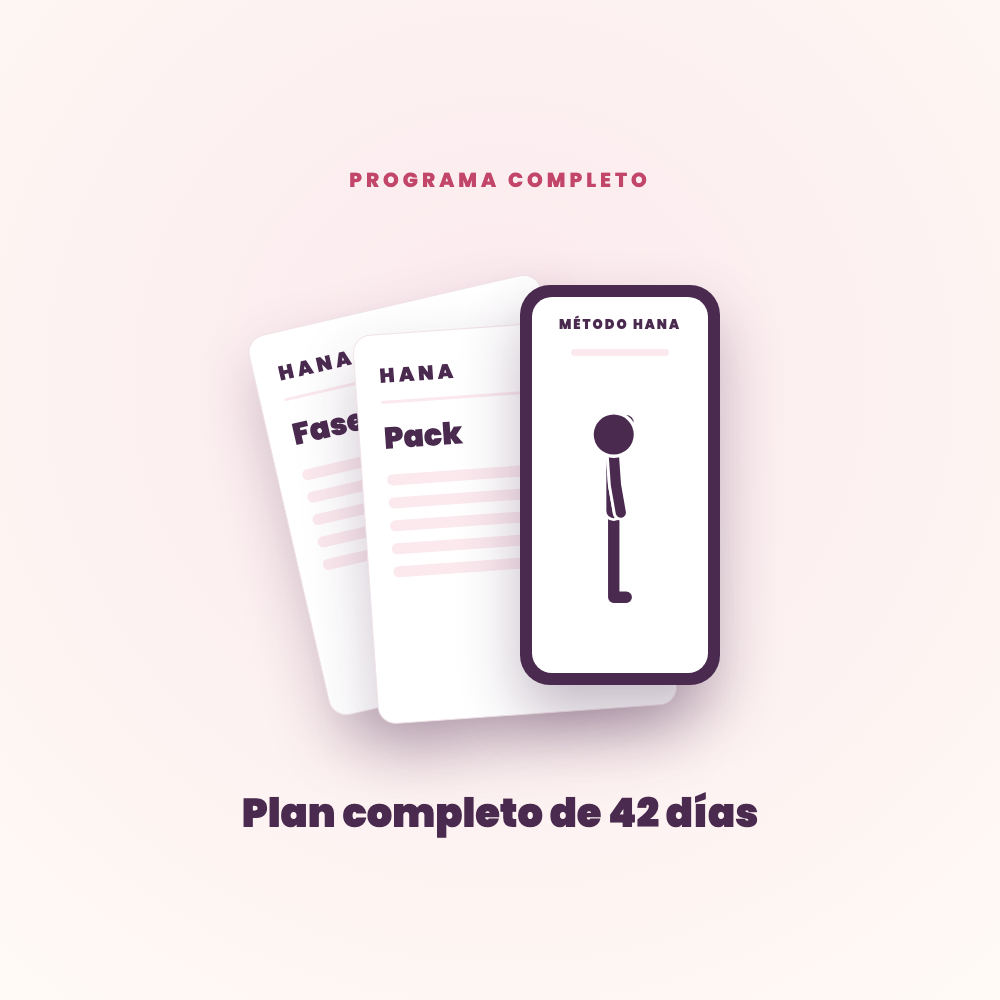 PROGRAMA COMPLETO
HANA
Fase
HANA
Pack
MÉTODO HANA
Plan completo de 42 días